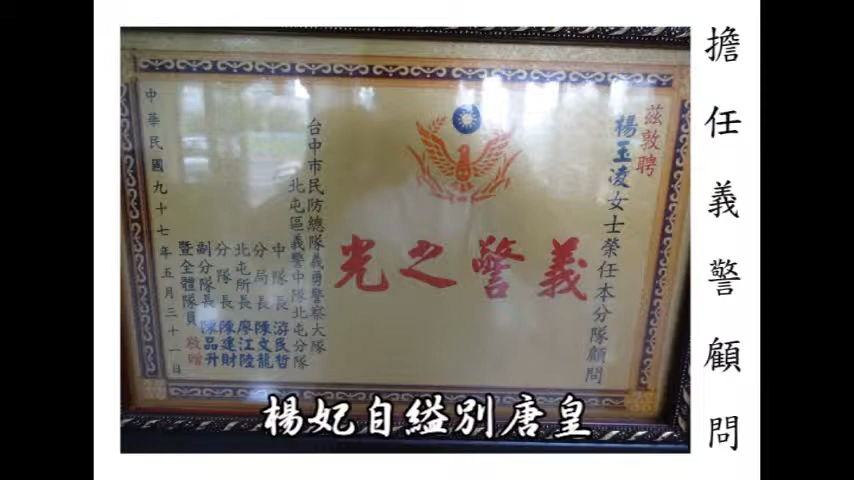 擔任義警顧問
茲敦聘
楊玉凌女士榮任本分隊顧問
義警之光
台中市民防總隊義勇警察大隊
北屯區義警中隊北屯分隊
中隊長 游民哲
分局長 陳文龍
北屯所長 廖江陸
分隊長 陳建財
副分隊長 陳品升
暨全體隊員 敬贈
中華民國九十七年五月三十一日
楊妃自縊別唐皇